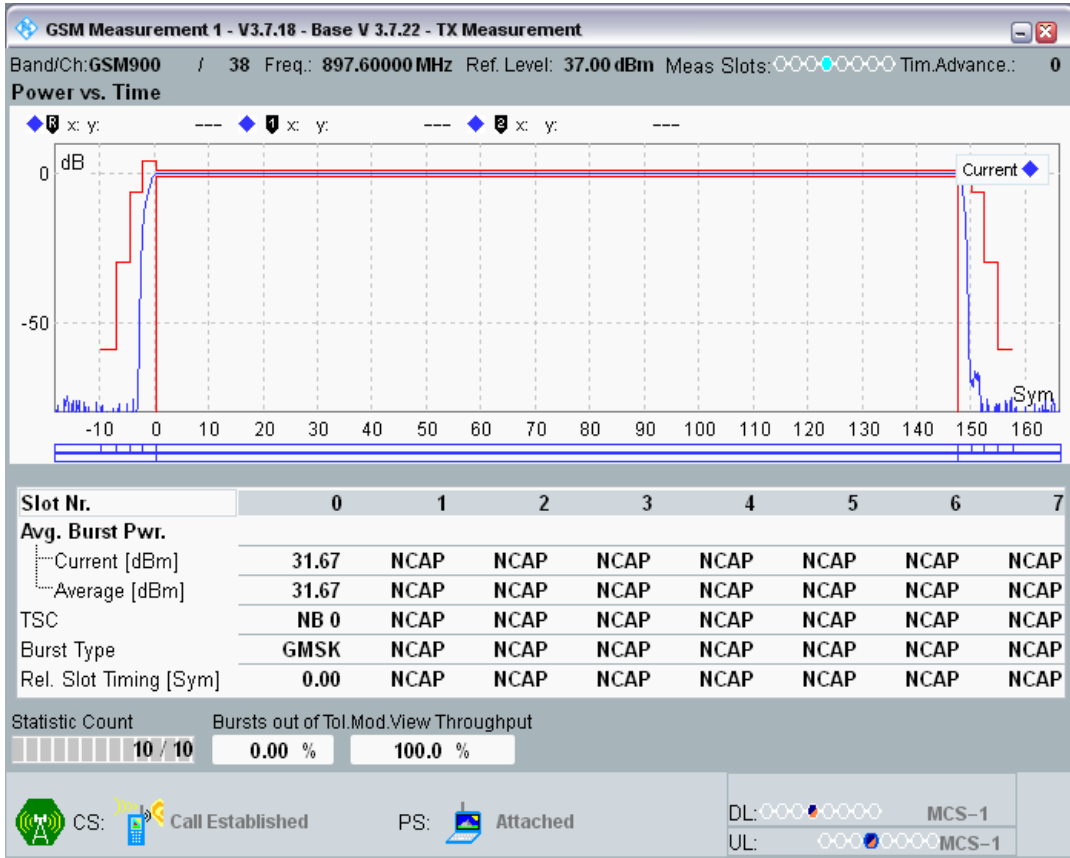 GSM Measurement 1 - V3.7.18 - Base V 3.7.22 - TX Measurement
Band/Ch:GSM900 / 38 Freq.: 897.60000 MHz Ref. Level: 37.00 dBm Meas Slots: Tim.Advance.: 0
Power vs. Time
R x: y: --- 1 x: y: --- 2 x: y: ---
dB
Current
0
-50
Sym
-10 0 10 20 30 40 50 60 70 80 90 100 110 120 130 140 150 160
Slot Nr. 0 1 2 3 4 5 6 7
Avg. Burst Pwr.
Current [dBm] 31.67 NCAP NCAP NCAP NCAP NCAP NCAP NCAP
Average [dBm] 31.67 NCAP NCAP NCAP NCAP NCAP NCAP NCAP
TSC NB 0 NCAP NCAP NCAP NCAP NCAP NCAP NCAP
Burst Type GMSK NCAP NCAP NCAP NCAP NCAP NCAP NCAP
Rel. Slot Timing [Sym] 0.00 NCAP NCAP NCAP NCAP NCAP NCAP NCAP
Statistic Count Bursts out of Tol. Mod.View Throughput
10 / 10 0.00 % 100.0 %
CS: Call Established PS: Attached
DL: MCS-1
UL: MCS-1